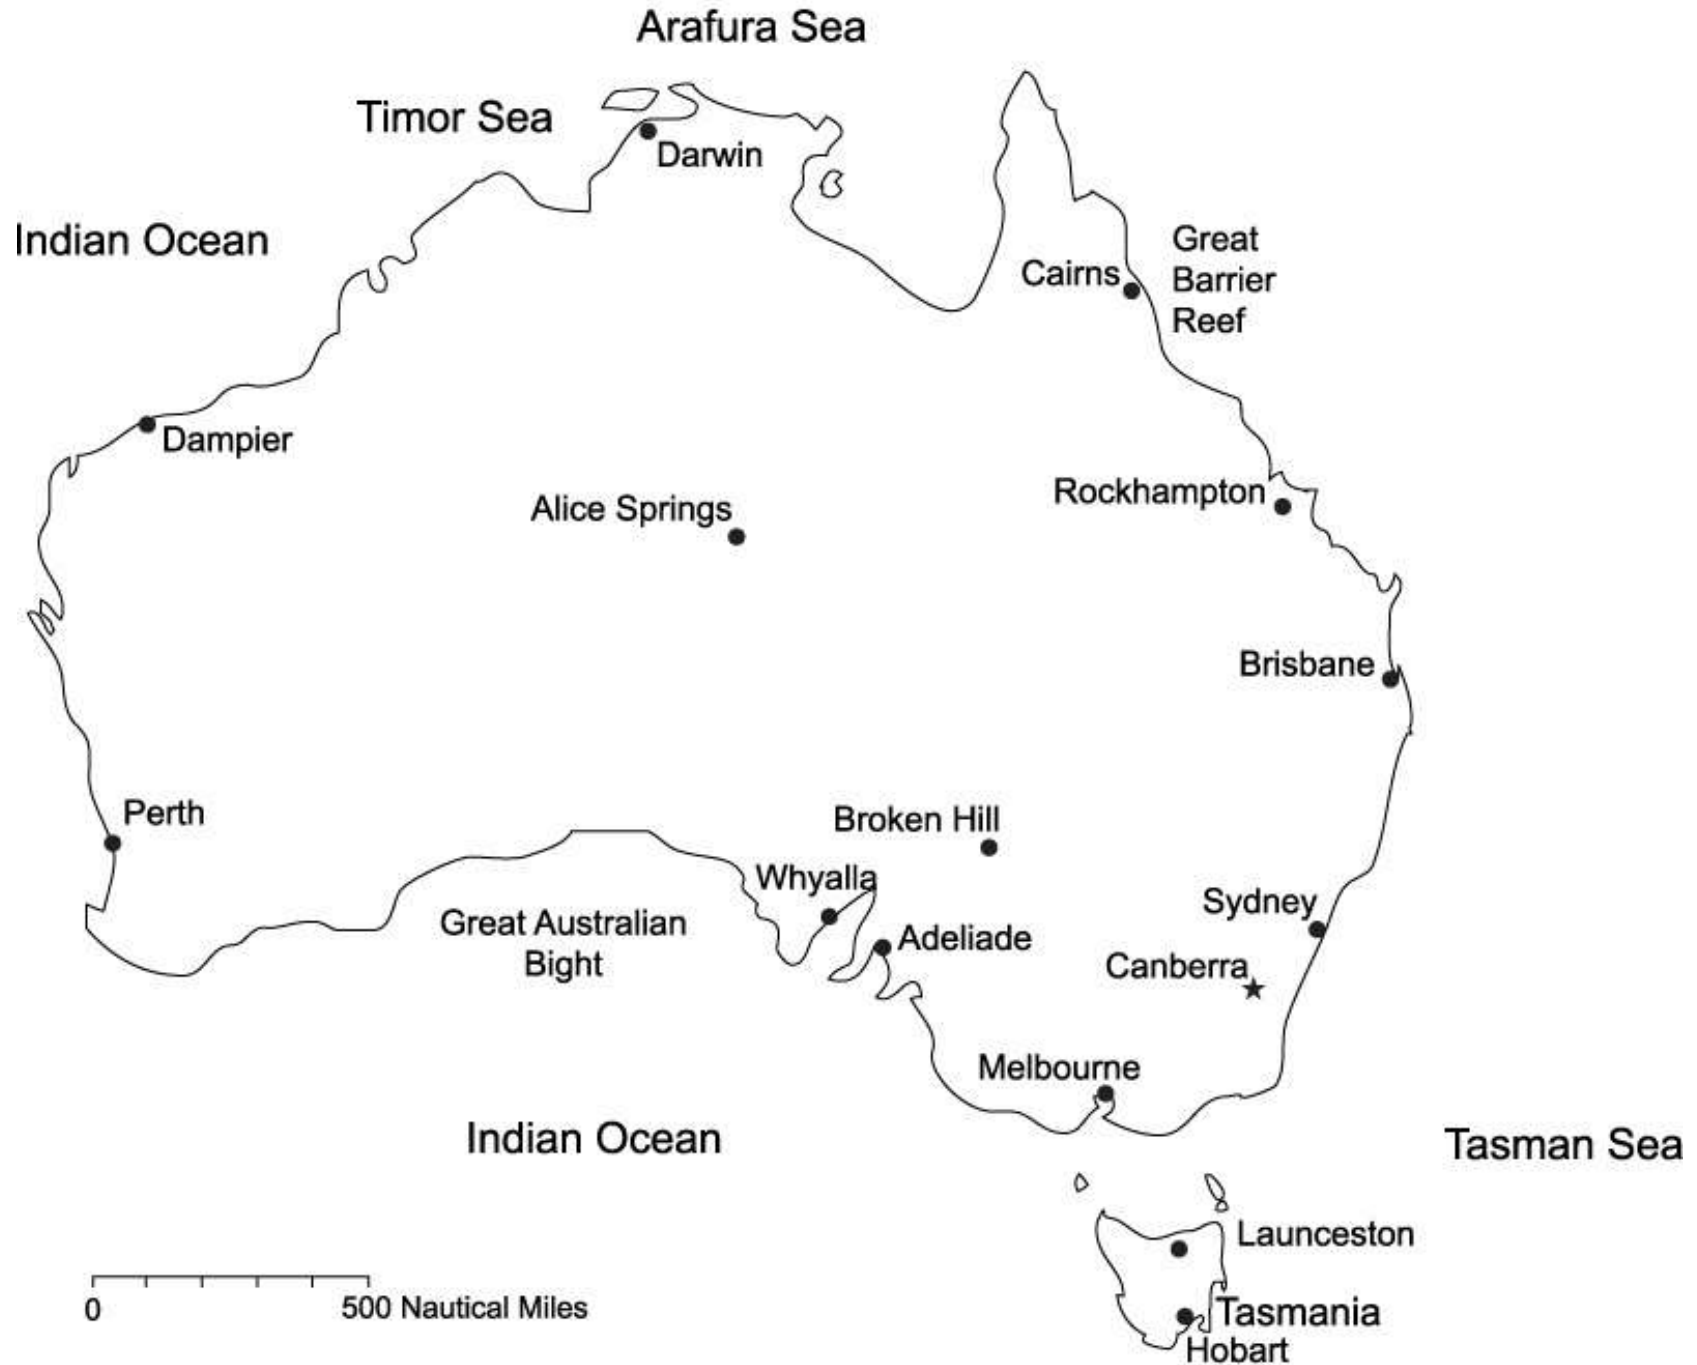 Arafura Sea
Timor Sea
Darwin
Indian Ocean
Great
Barrier
Reef
Cairns
Dampier
Alice Springs
Rockhampton
Brisbane
Perth
Broken Hill
Whyalla
Great Australian
Bight
Adeliade
Sydney
Canberra
Melbourne
Indian Ocean
Tasman Sea
Launceston
0
500 Nautical Miles
Tasmania
Hobart